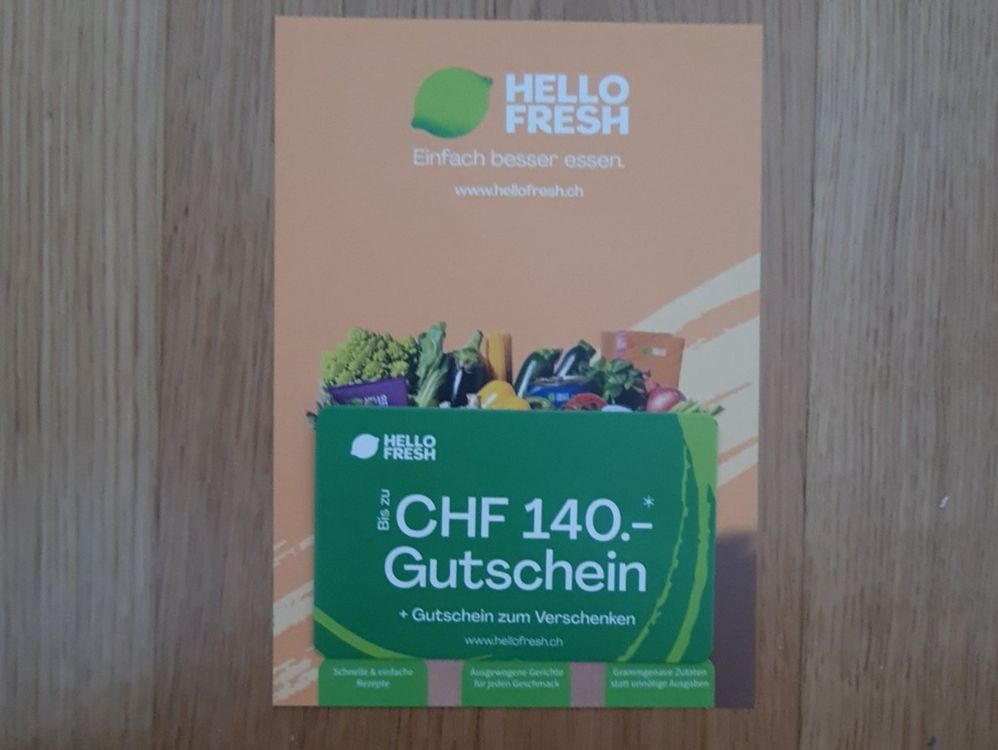 HELLO
FRESH
Einfach besser essen.
www.hellofresh.ch
HELLO
FRESH
Bis zu
CHF 140.-*
Gutschein
+ Gutschein zum Verschenken
www.hellofresh.ch
Schnelle & einfache
Rezepte
Ausgewogene Gerichte
für jeden Geschmack
Grammgenaue Zutaten
statt unnötige Ausgaben